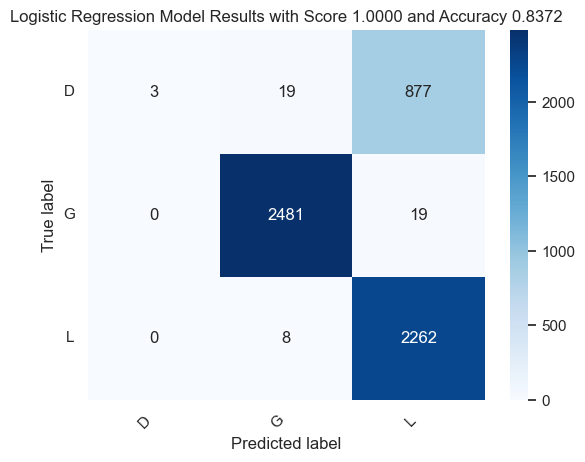 Logistic Regression Model Results with Score 1.0000 and Accuracy 0.8372
D 3 19 877
G 0 2481 19
L 0 8 2262
True label
D G L
Predicted label
2000
1500
1000
500
0